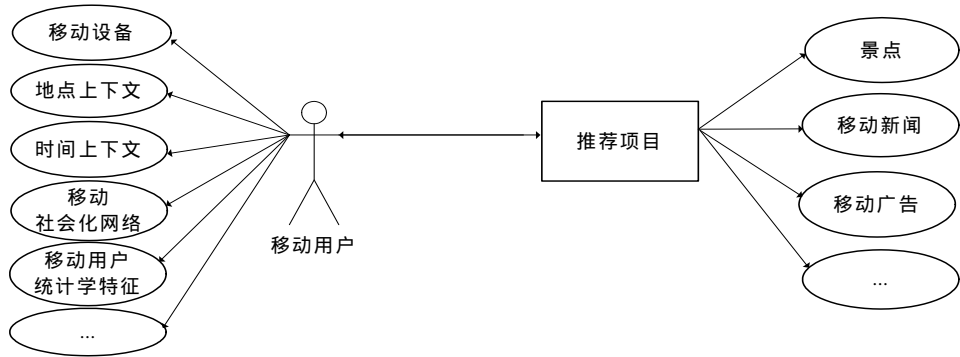 移动设备
地点上下文
时间上下文
移动
社会化网络
移动用户
统计学特征
...
移动用户
推荐项目
景点
移动新闻
移动广告
...